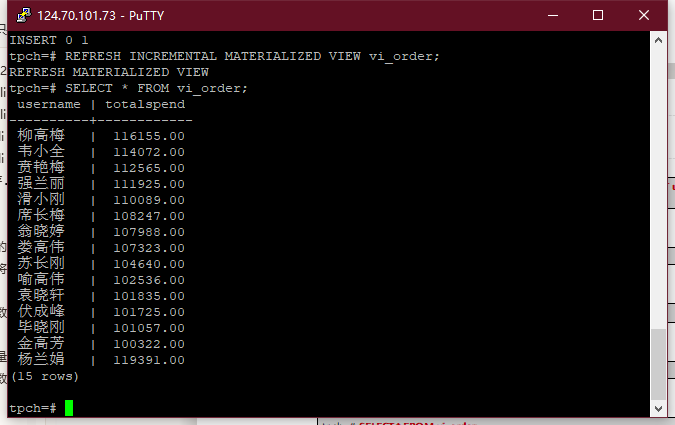 124.70.101.73 - PuTTY
INSERT 0 1
tpch=# REFRESH INCREMENTAL MATERIALIZED VIEW vi_order;
REFRESH MATERIALIZED VIEW
tpch=# SELECT * FROM vi_order;
username | totalspend
----------+------------
柳高梅 | 116155.00
韦小全 | 114072.00
贲艳梅 | 112565.00
强兰丽 | 111925.00
滑小刚 | 110089.00
席长梅 | 108247.00
翁晓婷 | 107988.00
娄高伟 | 107323.00
苏长刚 | 104640.00
喻高伟 | 102536.00
袁晓轩 | 101835.00
伏成峰 | 101725.00
毕晓刚 | 101057.00
金高芳 | 100322.00
杨兰娟 | 119391.00
(15 rows)
tpch=#